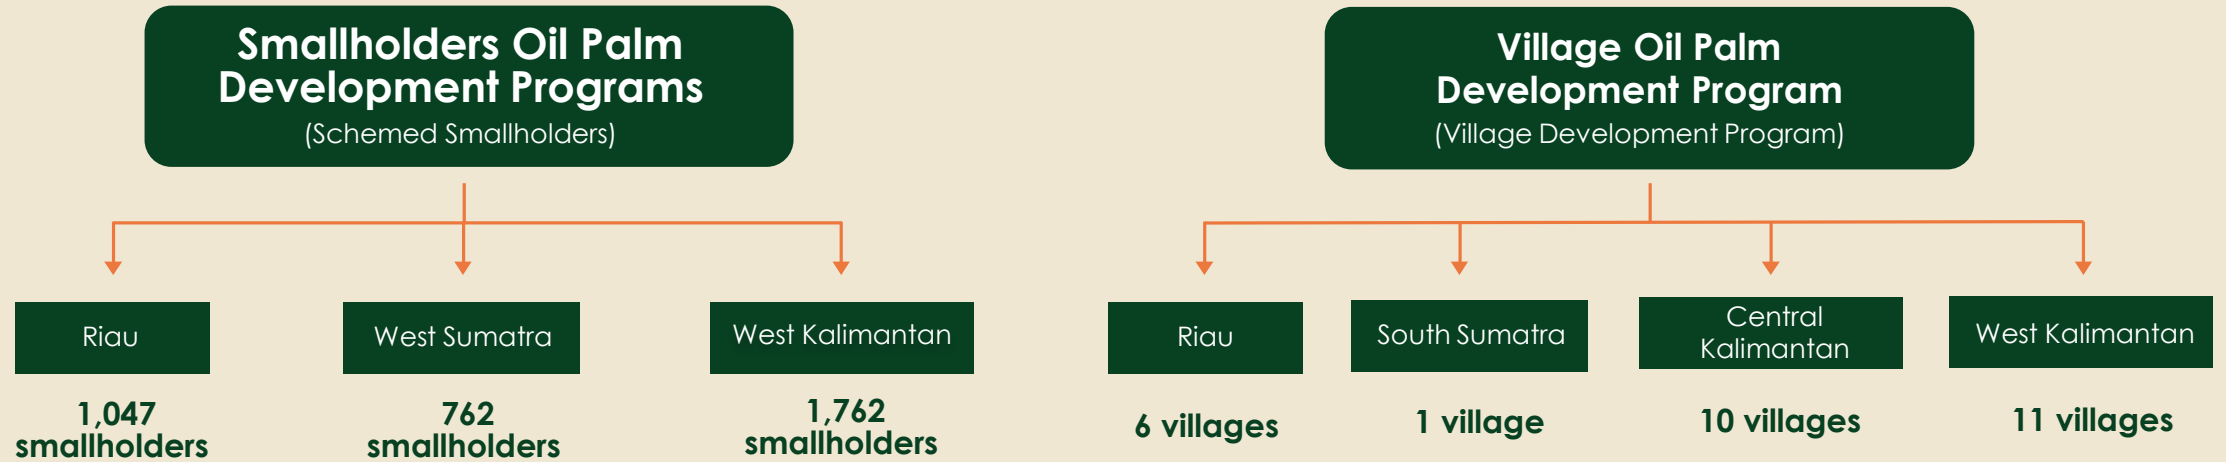 Smallholders Oil Palm
Development Programs
(Schemed Smallholders)
Riau
West Sumatra
West Kalimantan
1,047
smallholders
762
smallholders
1,762
smallholders
Village Oil Palm
Development Program
(Village Development Program)
Riau
South Sumatra
Central
Kalimantan
West Kalimantan
6 villages
1 village
10 villages
11 villages